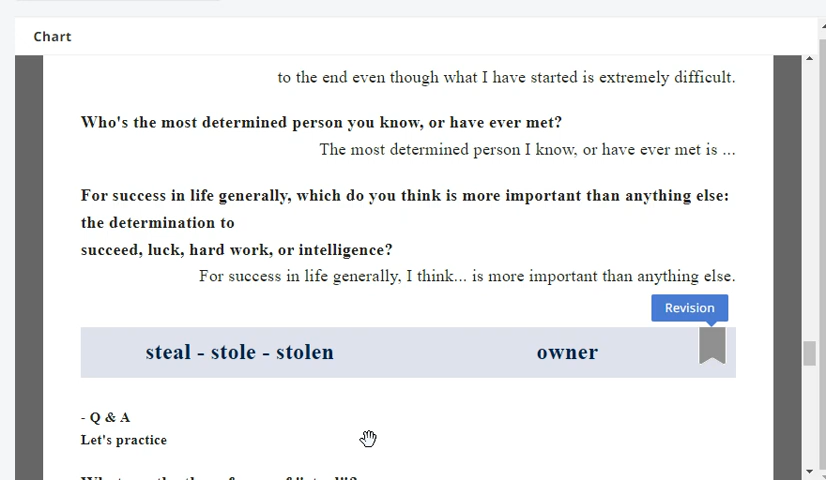 Chart
to the end even though what I have started is extremely difficult.
Who's the most determined person you know, or have ever met?
The most determined person I know, or have ever met is ...
For success in life generally, which do you think is more important than anything else:
the determination to
succeed, luck, hard work, or intelligence?
For success in life generally, I think... is more important than anything else.
Revision
steal - stole - stolen owner
- Q & A
Let's practice